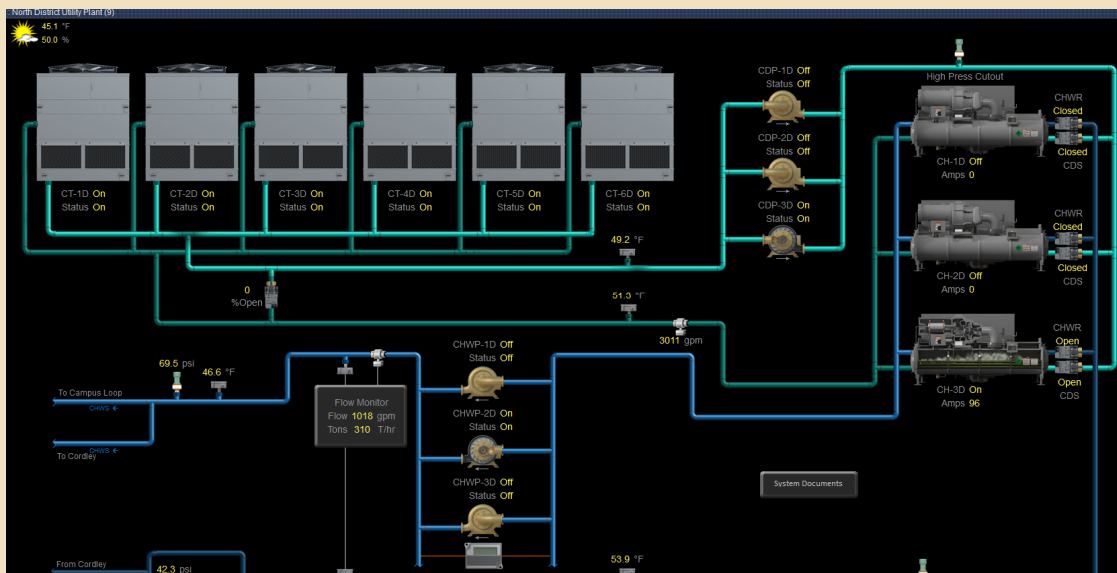 North District Utility Plant (9)
45.1 °F
50.0 %
CT-1D On
Status On
CT-2D On
Status On
CT-3D On
Status On
CT-4D On
Status On
CT-5D On
Status On
CT-6D On
Status On
CDP-1D Off
Status Off
CDP-2D Off
Status Off
CDP-3D On
Status On
High Press Cutout
CHWR
Closed
Closed
CDS
CH-1D Off
Amps 0
CHWR
Closed
Closed
CDS
CH-2D Off
Amps 0
CHWR
Open
Open
CDS
CH-3D On
Amps 96
49.2 °F
0
%Open
51.3 °F
3011 gpm
69.5 psi
46.6 °F
To Campus Loop
CHWS
CHWS
To Cordley
Flow Monitor
Flow 1018 gpm
Tons 310 T/hr
CHWP-1D Off
Status Off
CHWP-2D On
Status On
CHWP-3D Off
Status Off
System Documents
From Cordley
42.3 psi
53.9 °F